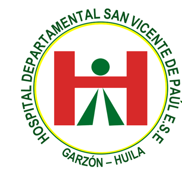 HOSPITAL DEPARTAMENTAL SAN VICENTE DE PAÚL E.S.E.
GARZÓN – HUILA